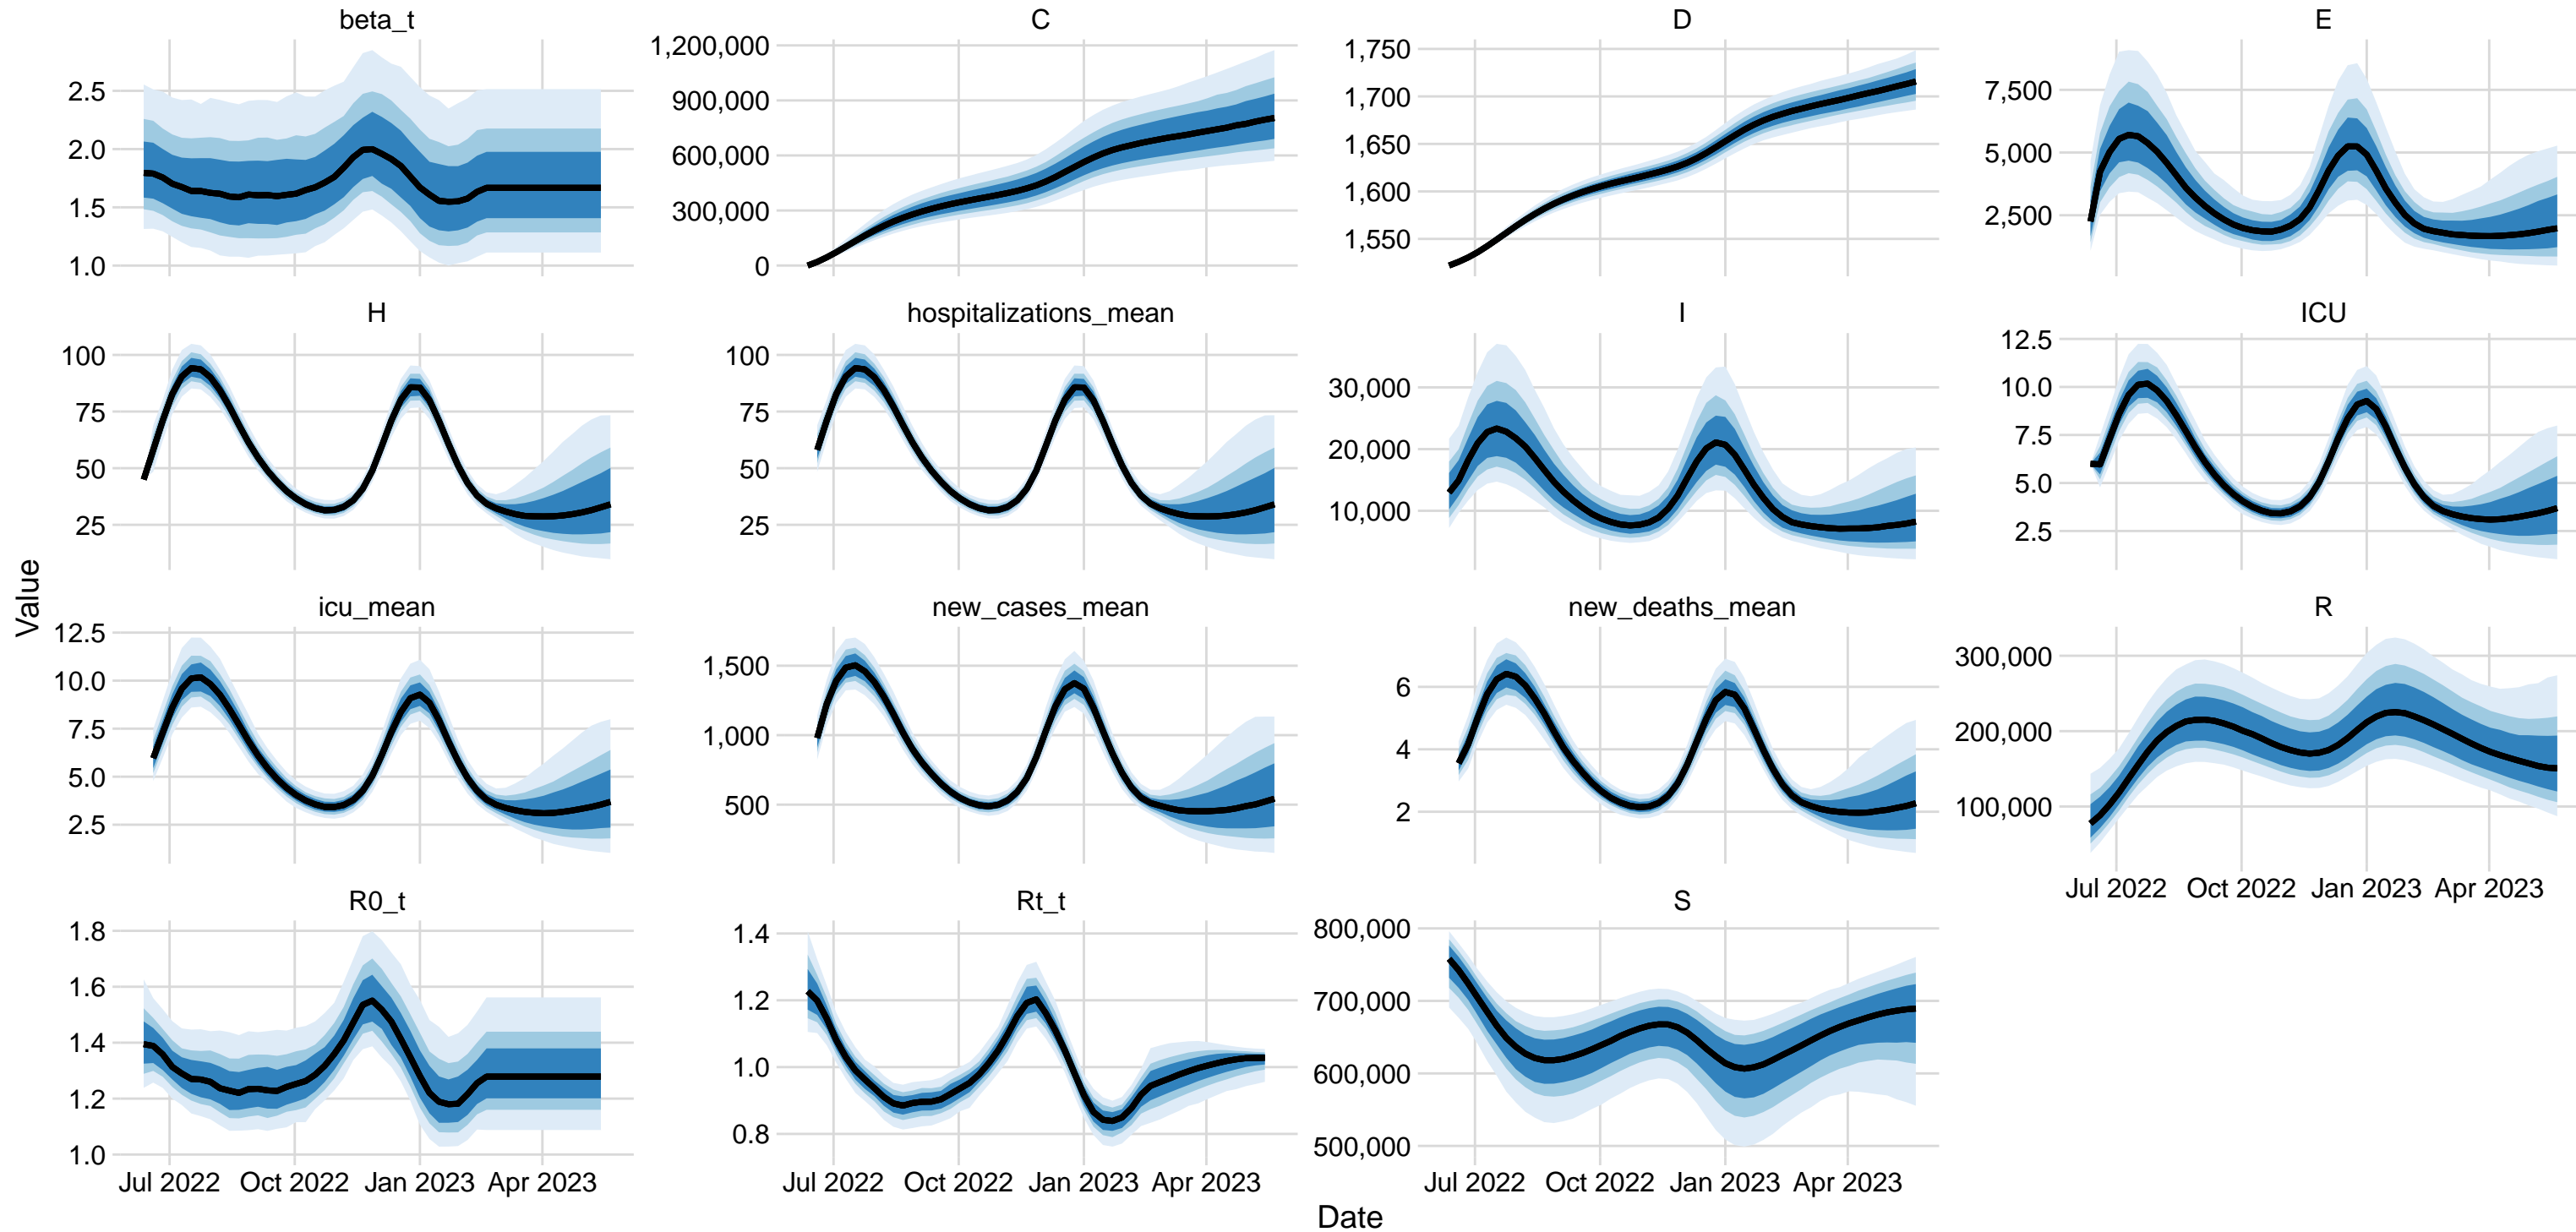 beta_t
C
D
E
2.5
2.0
1.5
1.0
1,200,000
900,000
600,000
300,000
0
1,750
1,700
1,650
1,600
1,550
7,500
5,000
2,500
H
hospitalizations_mean
I
ICU
100
75
50
25
100
75
50
25
30,000
20,000
10,000
12.5
10.0
7.5
5.0
2.5
Value
icu_mean
new_cases_mean
new_deaths_mean
R
12.5
10.0
7.5
5.0
2.5
1,500
1,000
500
6
4
2
300,000
200,000
100,000
Jul 2022 Oct 2022 Jan 2023 Apr 2023
R0_t
Rt_t
S
1.8
1.6
1.4
1.2
1.0
1.4
1.2
1.0
0.8
800,000
700,000
600,000
500,000
Jul 2022 Oct 2022 Jan 2023 Apr 2023
Jul 2022 Oct 2022 Jan 2023 Apr 2023
Jul 2022 Oct 2022 Jan 2023 Apr 2023
Date